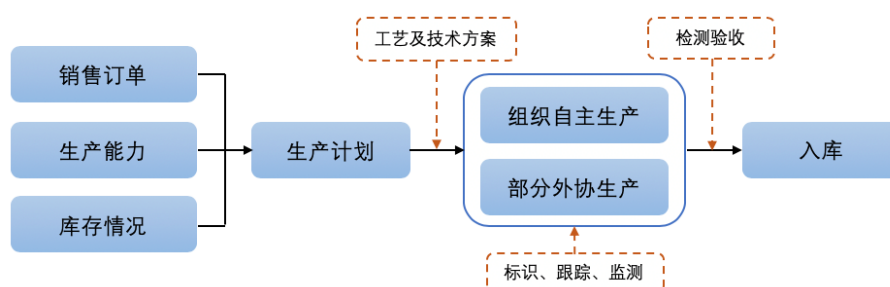 工艺及技术方案
检测验收
销售订单
生产能力
库存情况
生产计划
组织自主生产
部分外协生产
入库
标识、跟踪、监测